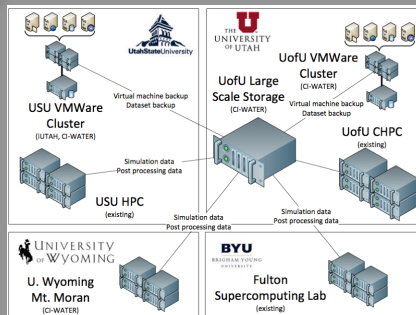 UtahStateUniversity
THE
UNIVERSITY
OF UTAH
USU VMWare
Cluster
(iUTAH, CI-WATER)
Virtual machine backup
Dataset backup
UofU Large
Scale Storage
(CI-WATER)
UofU VMWare
Cluster
(CI-WATER)
Virtual machine backup
Dataset backup
UofU CHPC
(existing)
Simulation data
Post processing data
USU HPC
(existing)
Simulation data
Post processing data
Simulation data
Post processing data
UNIVERSITY
OF WYOMING
U. Wyoming
Mt. Moran
(CI-WATER)
BYU
BRIGHAM YOUNG
UNIVERSITY
Fulton
Supercomputing Lab
(existing)